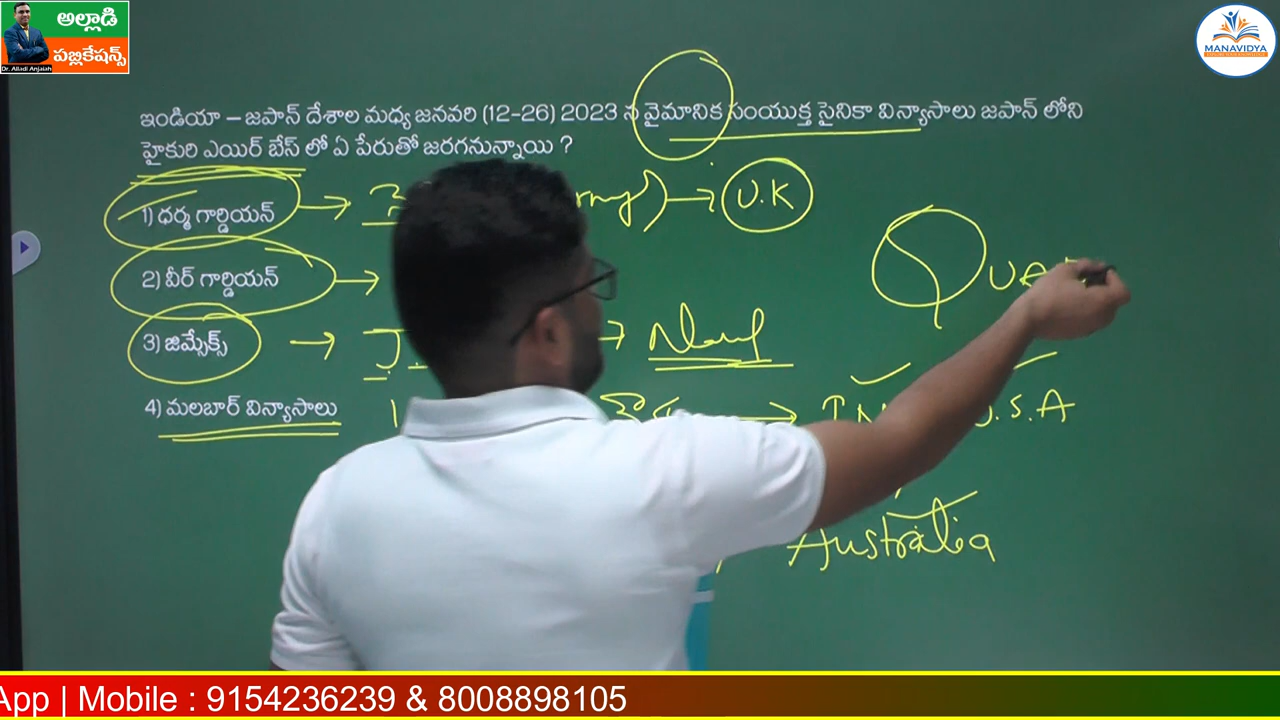 అల్లాడి
పబ్లికేషన్స్
Dr. Alladi Anjaiah
MANAVIDYA
ఇండియా – జపాన్ దేశాల మధ్య జనవరి (12-26) 2023 న వైమానిక సంయుక్త సైనికా విన్యాసాలు జపాన్ లోని
హైకురి ఎయిర్ బేస్ లో ఏ పేరుతో జరగనున్నాయి ?
1) ధర్మ గార్డియన్
U.K
2) వీర్ గార్డియన్
QUA
3) జిమ్సేక్స్
4) మలబార్ విన్యాసాలు
U.S.A
Australia
App | Mobile : 9154236239 & 8008898105